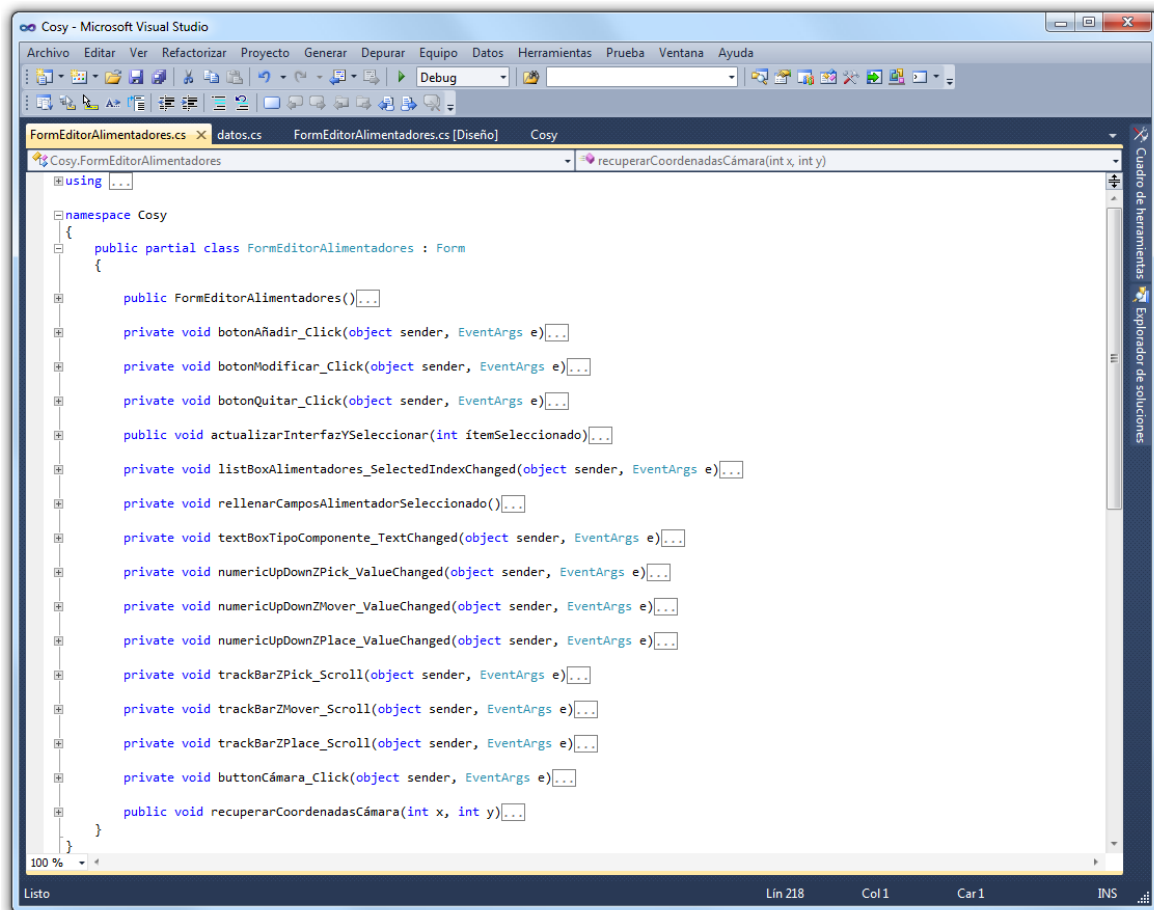 Cosy - Microsoft Visual Studio
Archivo Editar Ver Refactorizar Proyecto Generar Depurar Equipo Datos Herramientas Prueba Ventana Ayuda
Debug
FormEditorAlimentadores.cs X datos.cs FormEditorAlimentadores.cs [Diseño] Cosy
Cosy.FormEditorAlimentadores recuperarCoordenadasCámara(int x, int y)
using ...
namespace Cosy
{
public partial class FormEditorAlimentadores : Form
{
public FormEditorAlimentadores()...
private void botonAñadir_Click(object sender, EventArgs e)...
private void botonModificar_Click(object sender, EventArgs e)...
private void botonQuitar_Click(object sender, EventArgs e)...
public void actualizarInterfazYSeleccionar(int ítemSeleccionado)...
private void listBoxAlimentadores_SelectedIndexChanged(object sender, EventArgs e)...
private void rellenarCamposAlimentadorSeleccionado()...
private void textBoxTipoComponente_TextChanged(object sender, EventArgs e)...
private void numericUpDownZPick_ValueChanged(object sender, EventArgs e)...
private void numericUpDownZMover_ValueChanged(object sender, EventArgs e)...
private void numericUpDownZPlace_ValueChanged(object sender, EventArgs e)...
private void trackBarZPick_Scroll(object sender, EventArgs e)...
private void trackBarZMover_Scroll(object sender, EventArgs e)...
private void trackBarZPlace_Scroll(object sender, EventArgs e)...
private void buttonCámara_Click(object sender, EventArgs e)...
public void recuperarCoordenadasCámara(int x, int y)...
}
}
100 %
Listo Lín 218 Col 1 Car 1 INS
Cuadro de herramientas
Explorador de soluciones